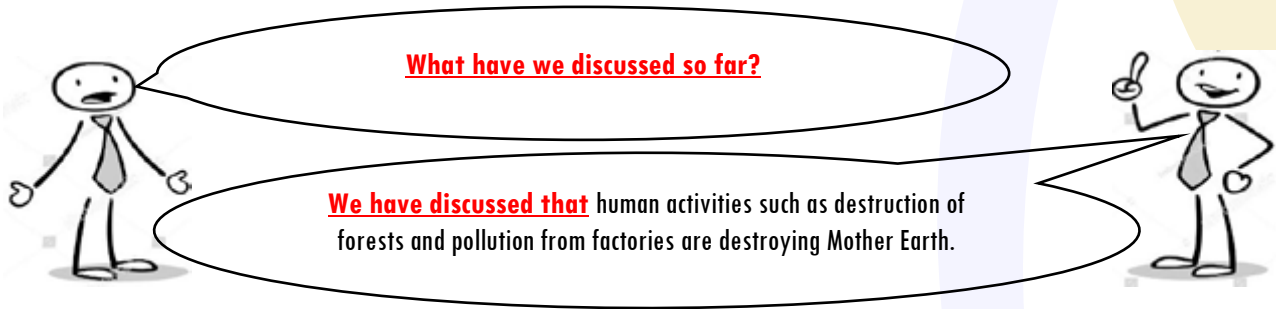 What have we discussed so far?
We have discussed that human activities such as destruction of
forests and pollution from factories are destroying Mother Earth.